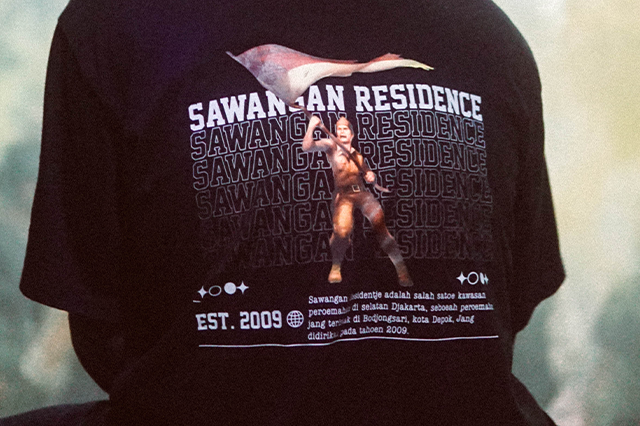 SAWANGAN RESIDENCE
SAWANGAN RESIDENCE
SAWANGAN RESIDENCE
SAWANGAN RESIDENCE
SAWANGAN RESIDENCE
SAWANGAN RESIDENCE
EST. 2009
Sawangan residentje adalah salah satoe kawasan
peroemahan di selatan Djakarta, seboeah peroemahan
jang terletak di Bodjongsari, kota Depok, Jang
didirikan pada tahoen 2009.